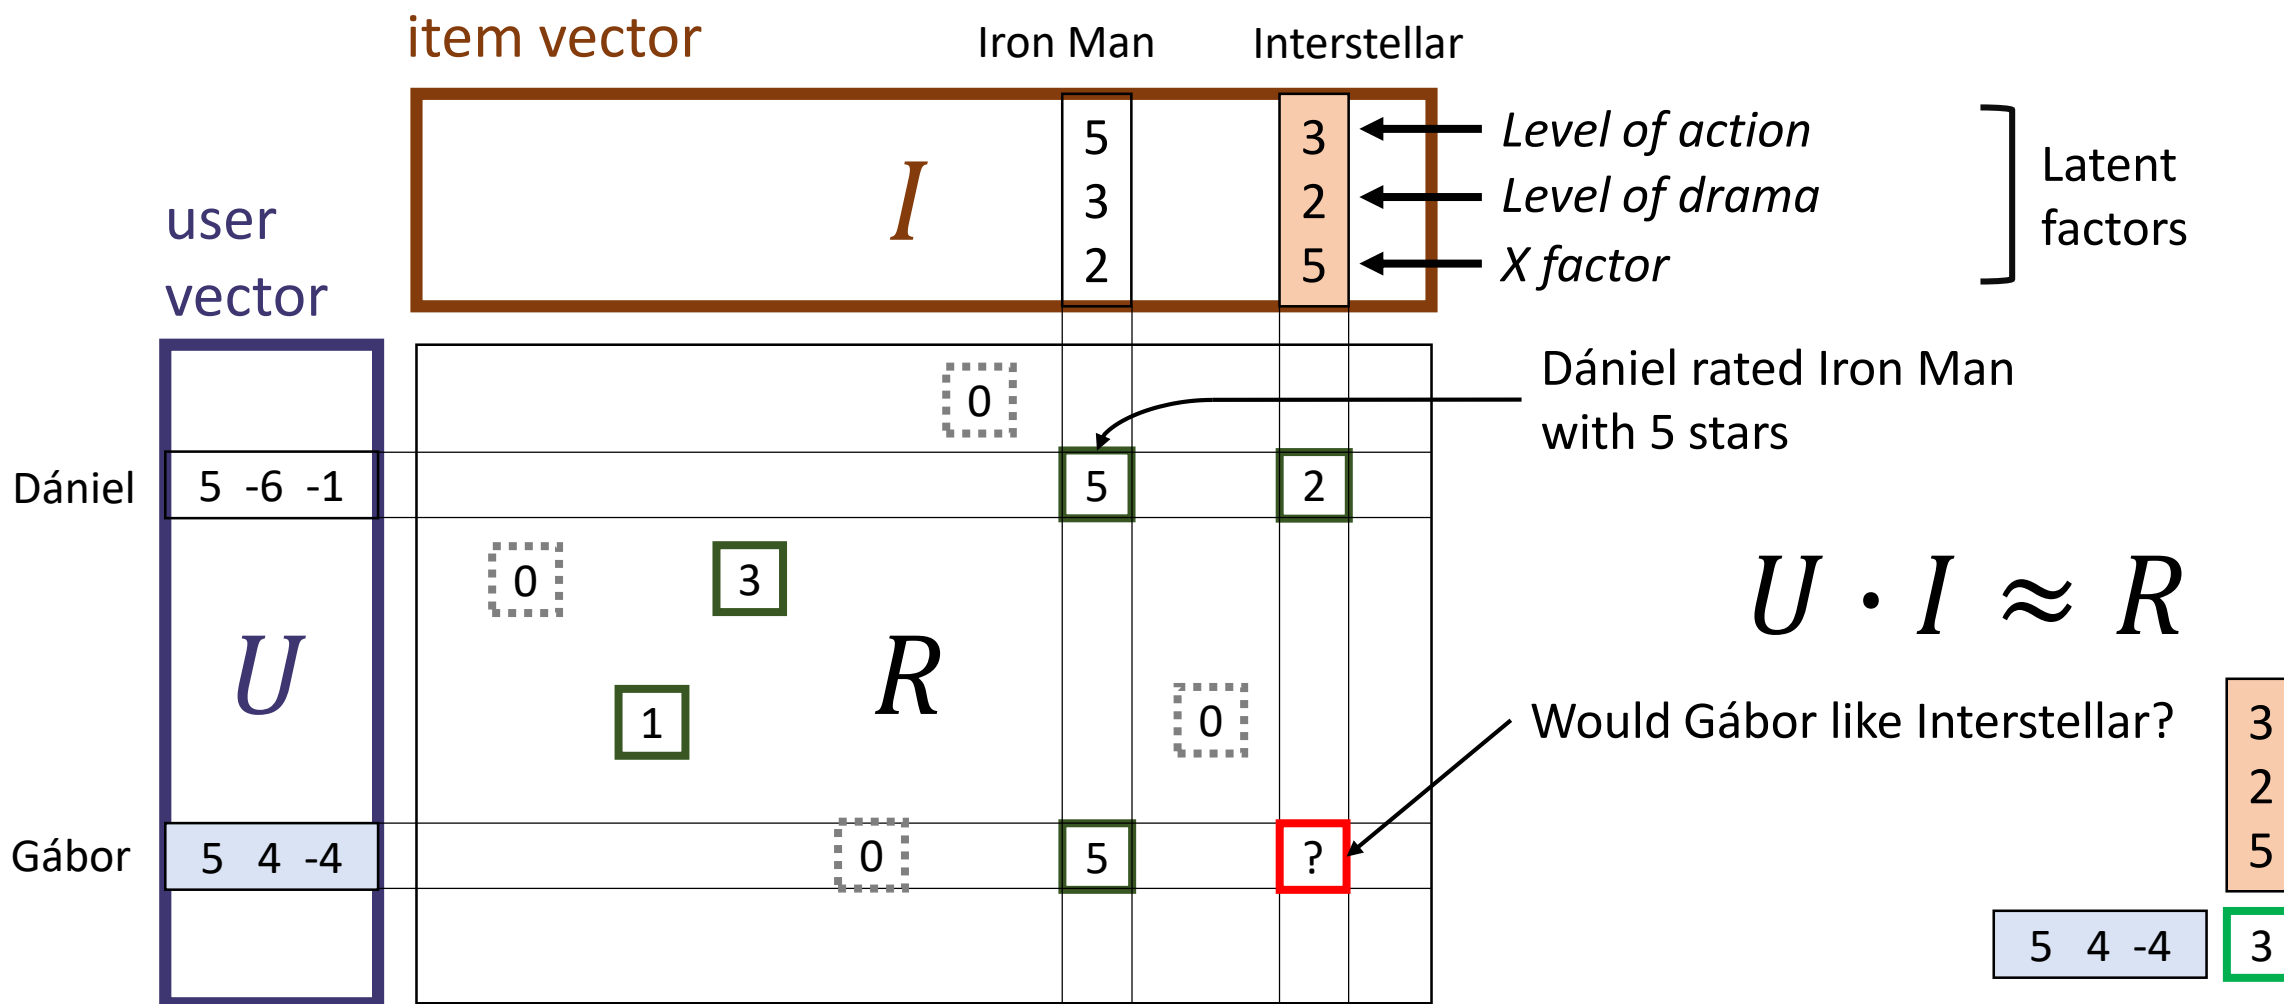 item vector
Iron Man
Interstellar
5
3
2
3
2
5
I
Level of action
Level of drama
X factor
Latent
factors
user
vector
0
Dániel rated Iron Man
with 5 stars
Dániel
5 -6 -1
5
2
0
3
U
R
U · I ≈ R
1
0
Would Gábor like Interstellar?
3
2
5
Gábor
5 4 -4
0
5
?
5 4 -4
3